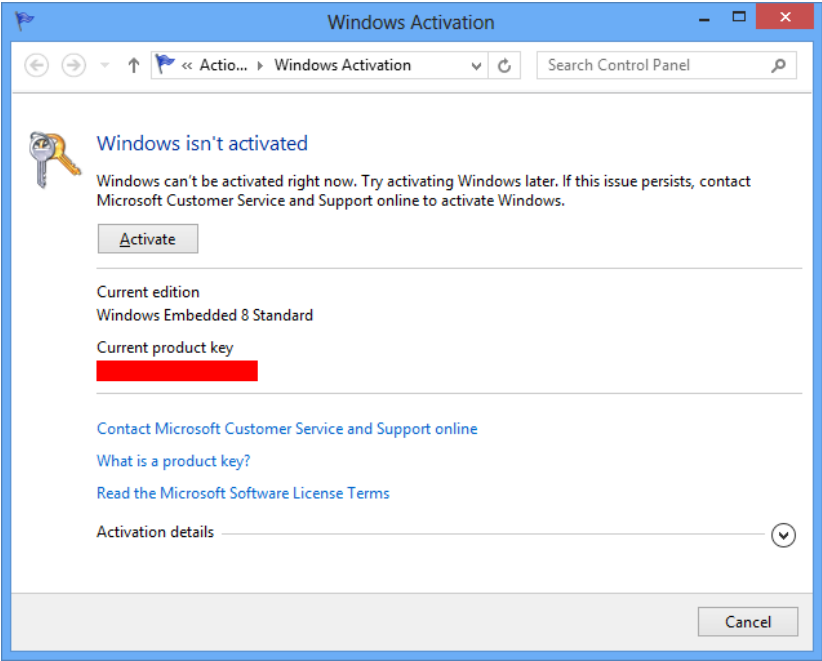 Windows Activation
« Actio... Windows Activation Search Control Panel
Windows isn't activated
Windows can't be activated right now. Try activating Windows later. If this issue persists, contact
Microsoft Customer Service and Support online to activate Windows.
Activate
Current edition
Windows Embedded 8 Standard
Current product key
Contact Microsoft Customer Service and Support online
What is a product key?
Read the Microsoft Software License Terms
Activation details
Cancel